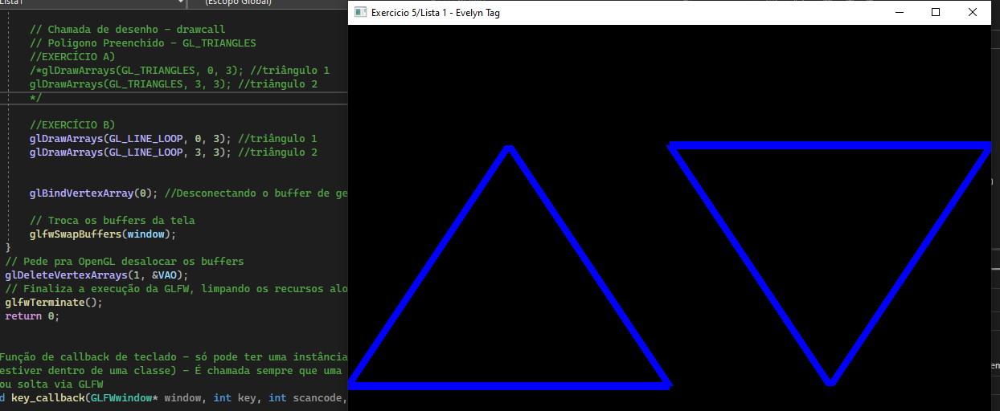 Lista1
(Escopo Global)
Exercicio 5/Lista 1 - Evelyn Tag
// Chamada de desenho - drawcall
// Poligono Preenchido - GL_TRIANGLES
//EXERCÍCIO A)
/*glDrawArrays(GL_TRIANGLES, 0, 3); //triângulo 1
glDrawArrays(GL_TRIANGLES, 3, 3); //triângulo 2
*/
//EXERCÍCIO B)
glDrawArrays(GL_LINE_LOOP, 0, 3); //triângulo 1
glDrawArrays(GL_LINE_LOOP, 3, 3); //triângulo 2
glBindVertexArray(0); //Desconectando o buffer de ge
// Troca os buffers da tela
glfwSwapBuffers(window);
}
// Pede pra OpenGL desalocar os buffers
glDeleteVertexArrays(1, &VAO);
// Finaliza a execução da GLFW, limpando os recursos alo
glfwTerminate();
return 0;
Função de callback de teclado - só pode ter uma instância
estiver dentro de uma classe) - É chamada sempre que uma
ou solta via GLFW
d key_callback(GLFWwindow* window, int key, int scancode,